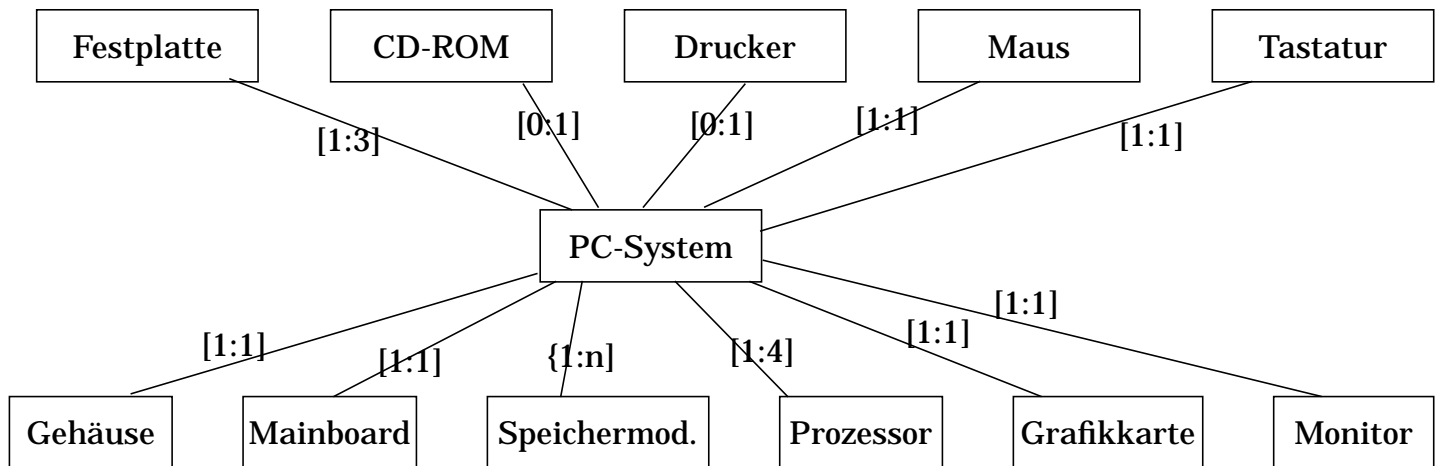 Festplatte CD-ROM Drucker Maus Tastatur
[1:3] [0:1] [0:1] [1:1] [1:1]
PC-System
[1:1] [1:1] {1:n] [1:4] [1:1] [1:1]
Gehäuse Mainboard Speichermod. Prozessor Grafikkarte Monitor